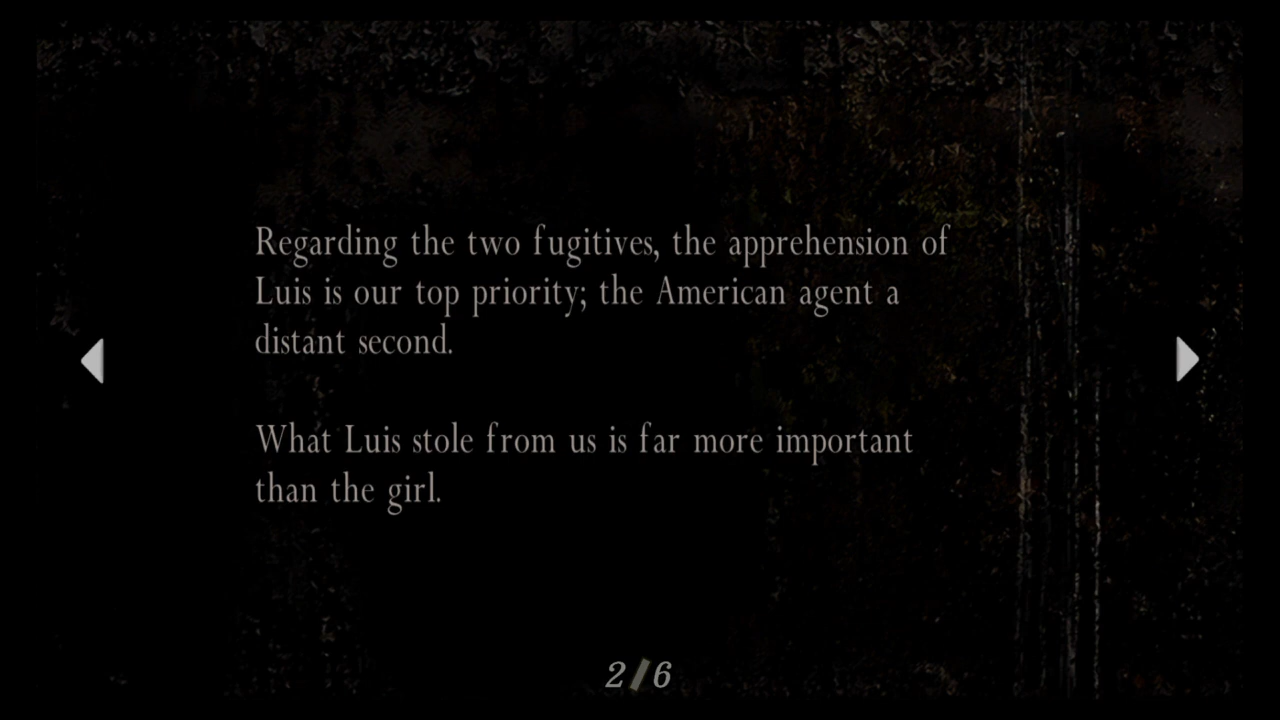 Regarding the two fugitives, the apprehension of
Luis is our top priority; the American agent a
distant second.
What Luis stole from us is far more important
than the girl.
2/6